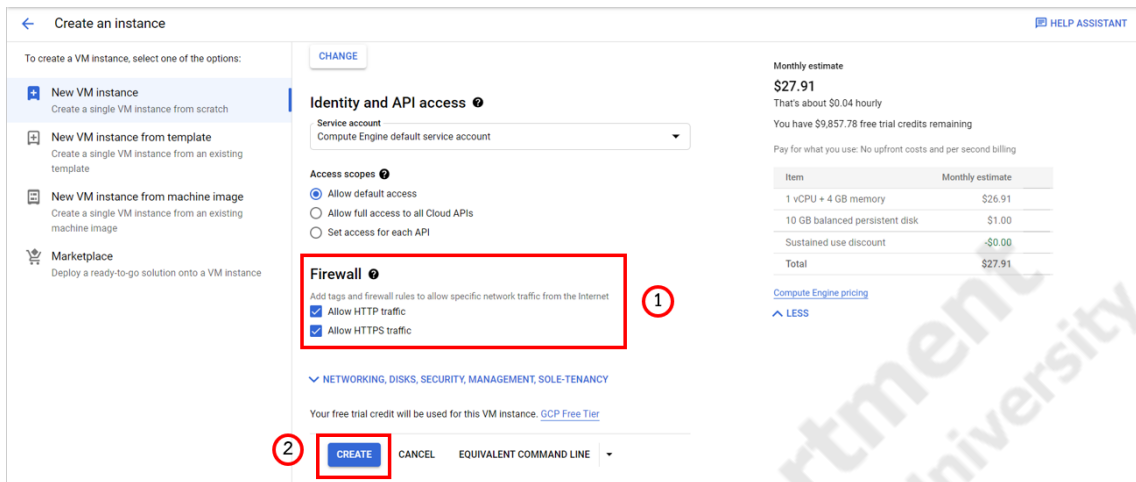 Create an instance
HELP ASSISTANT
To create a VM instance, select one of the options:
New VM instance
Create a single VM instance from scratch
New VM instance from template
Create a single VM instance from an existing
template
New VM instance from machine image
Create a single VM instance from an existing
machine image
Marketplace
Deploy a ready-to-go solution onto a VM instance
CHANGE
Identity and API access
Service account
Compute Engine default service account
Access scopes
Allow default access
Allow full access to all Cloud APIs
Set access for each API
Firewall
Add tags and firewall rules to allow specific network traffic from the Internet
Allow HTTP traffic
Allow HTTPS traffic
1
NETWORKING, DISKS, SECURITY, MANAGEMENT, SOLE-TENANCY
Your free trial credit will be used for this VM instance. GCP Free Tier
2
CREATE CANCEL EQUIVALENT COMMAND LINE
Monthly estimate
$27.91
That's about $0.04 hourly
You have $9,857.78 free trial credits remaining
Pay for what you use: No upfront costs and per second billing
Item Monthly estimate
1 vCPU + 4 GB memory $26.91
10 GB balanced persistent disk $1.00
Sustained use discount -$0.00
Total $27.91
Compute Engine pricing
LESS